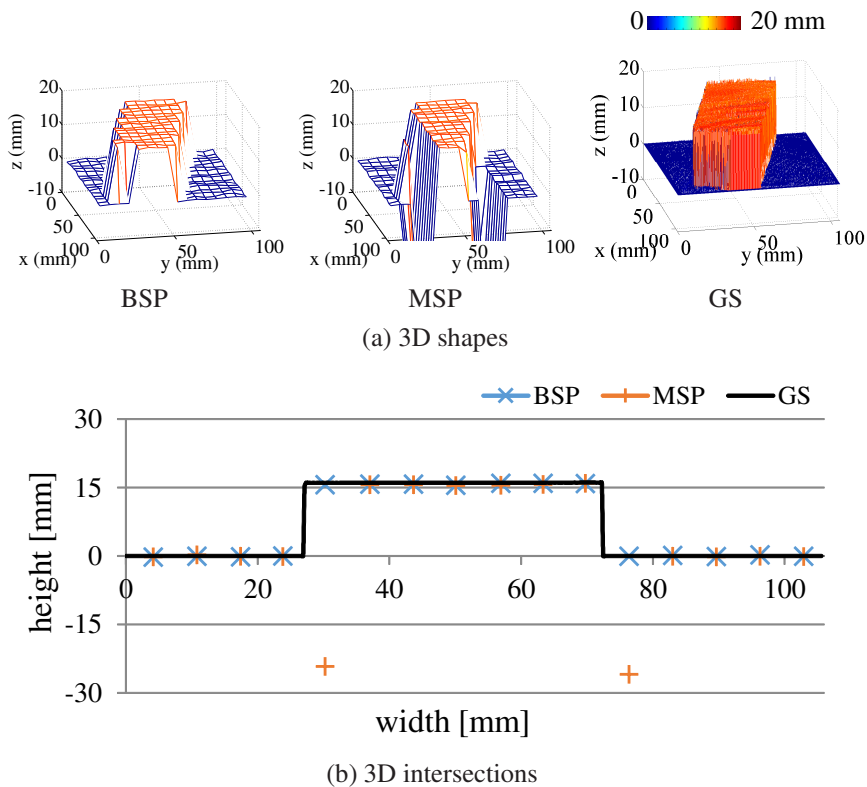 0 20 mm
20
10
0
-10
z (mm)
0
50
100
x (mm)
0
50
100
y (mm)
BSP
20
10
0
-10
z (mm)
0
50
100
x (mm)
0
50
100
y (mm)
MSP
20
10
0
-10
z (mm)
0
50
100
x (mm)
0
50
100
y (mm)
GS
(a) 3D shapes
BSP MSP GS
30
15
0
-15
-30
height [mm]
0 20 40 60 80 100
width [mm]
(b) 3D intersections